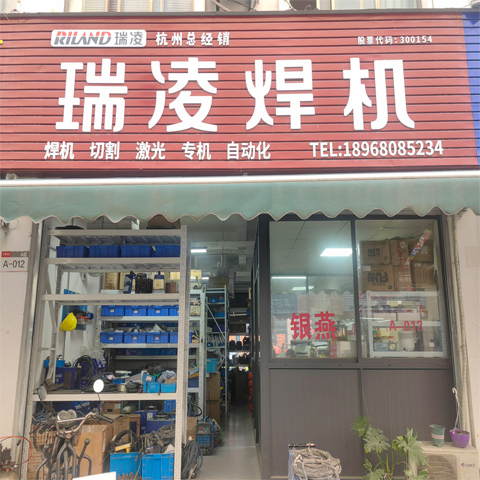 RILAND 瑞凌 杭州总经销 股票代码:300154
瑞凌焊机
焊机 切割 激光 专机 自动化 TEL:18968085234
A-012
银燕 A-012